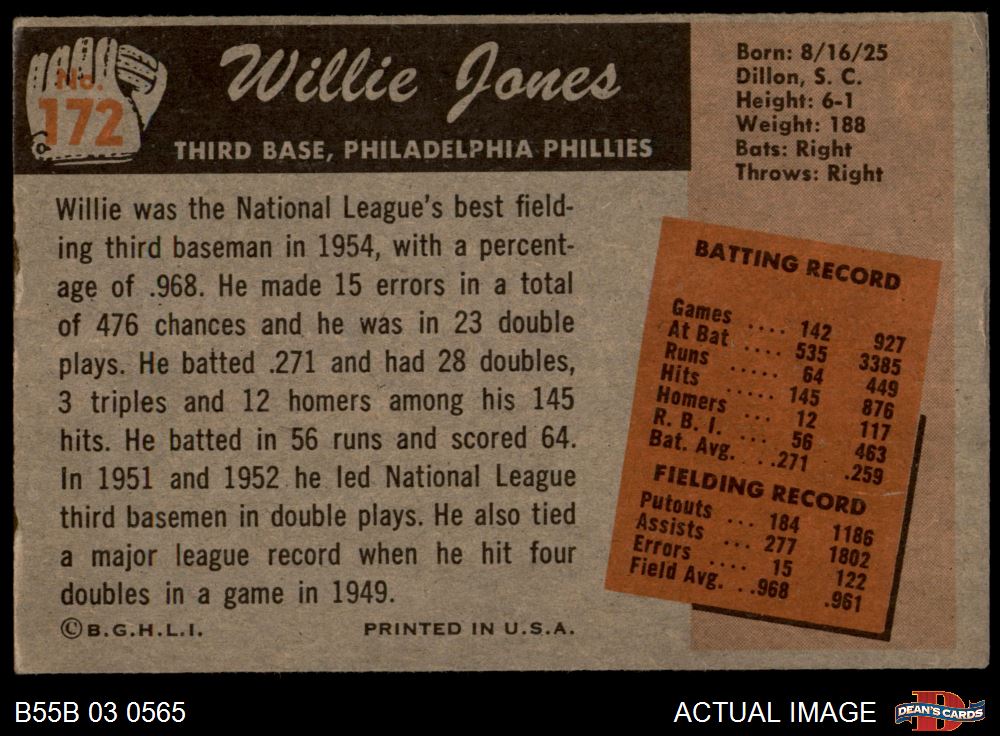 No.
172
Willie Jones
THIRD BASE, PHILADELPHIA PHILLIES
Born: 8/16/25
Dillon, S. C.
Height: 6-1
Weight: 188
Bats: Right
Throws: Right
Willie was the National League's best field-
ing third baseman in 1954, with a percent-
age of .968. He made 15 errors in a total
of 476 chances and he was in 23 double
plays. He batted .271 and had 28 doubles,
3 triples and 12 homers among his 145
hits. He batted in 56 runs and scored 64.
In 1951 and 1952 he led National League
third basemen in double plays. He also tied
a major league record when he hit four
doubles in a game in 1949.
©B.G.H.L.I. PRINTED IN U.S.A.
BATTING RECORD
Games .... 142 927
At Bat .... 535 3385
Runs ..... 64 449
Hits ..... 145 876
Homers ... 12 117
R. B. I. ... 56 463
Bat. Avg. . .271 .259
FIELDING RECORD
Putouts ... 184 1186
Assists ... 277 1802
Errors .... 15 122
Field Avg. . .968 .961
B55B 03 0565
ACTUAL IMAGE
DEAN'S CARDS